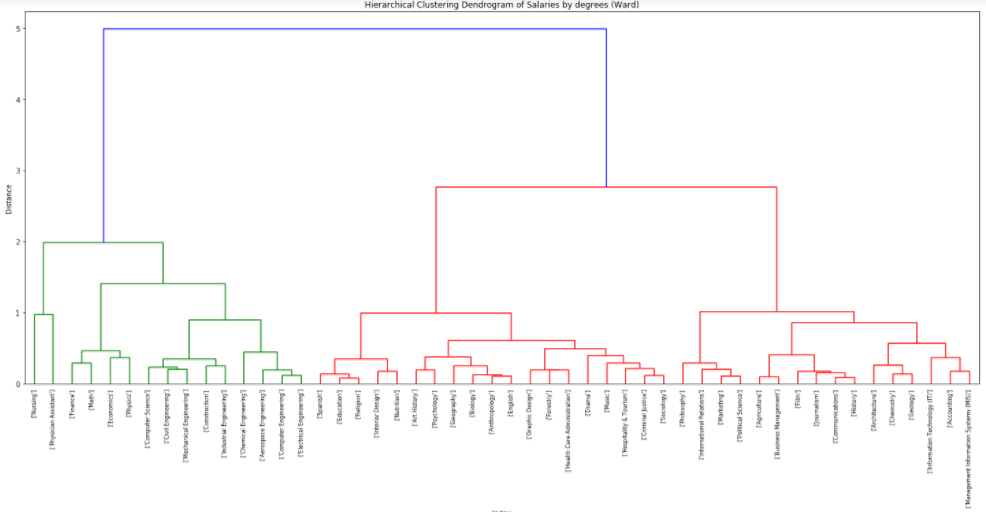 Hierarchical Clustering Dendrogram of Salaries by degrees (Ward)
5
4
3
2
1
0
Distance
['Nursing']
['Physician Assistant']
['Finance']
['Math']
['Economics']
['Physics']
['Computer Science']
['Civil Engineering']
['Mechanical Engineering']
['Construction']
['Industrial Engineering']
['Chemical Engineering']
['Aerospace Engineering']
['Computer Engineering']
['Electrical Engineering']
['Spanish']
['Education']
['Religion']
['Interior Design']
['Nutrition']
['Art History']
['Psychology']
['Geography']
['Biology']
['Anthropology']
['English']
['Graphic Design']
['Forestry']
['Health Care Administration']
['Drama']
['Music']
['Hospitality & Tourism']
['Criminal Justice']
['Sociology']
['Philosophy']
['International Relations']
['Marketing']
['Political Science']
['Agriculture']
['Business Management']
['Film']
['Journalism']
['Communications']
['History']
['Architecture']
['Chemistry']
['Geology']
['Information Technology (IT)']
['Accounting']
['Management Information Systems (MIS)']